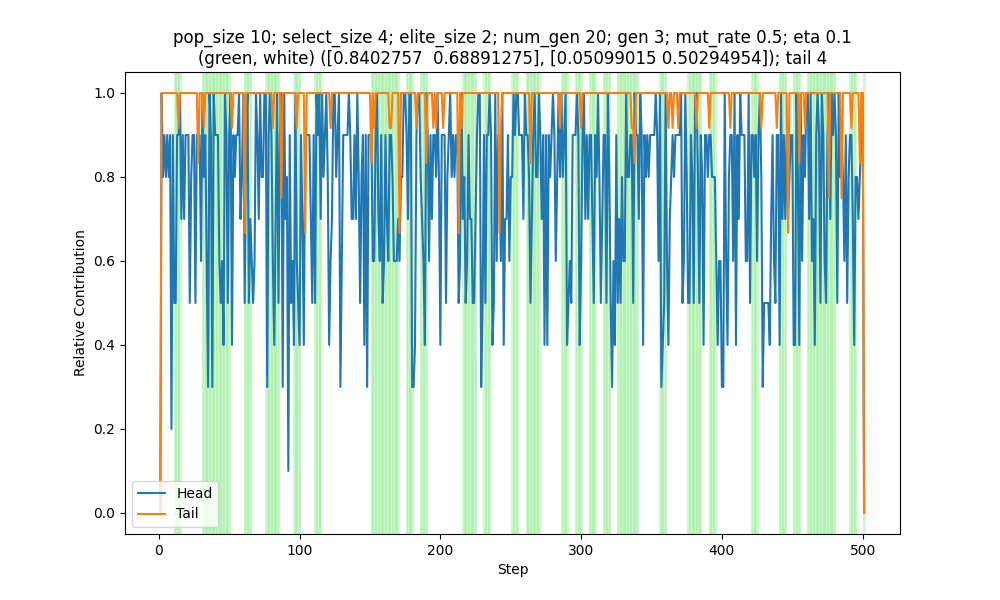 pop_size 10; select_size 4; elite_size 2; num_gen 20; gen 3; mut_rate 0.5; eta 0.1
(green, white) ([0.8402757  0.68891275], [0.05099015 0.50294954]); tail 4
1.0
0.8
0.6
0.4
0.2
0.0
Relative Contribution
Head
Tail
0
100
200
300
400
500
Step